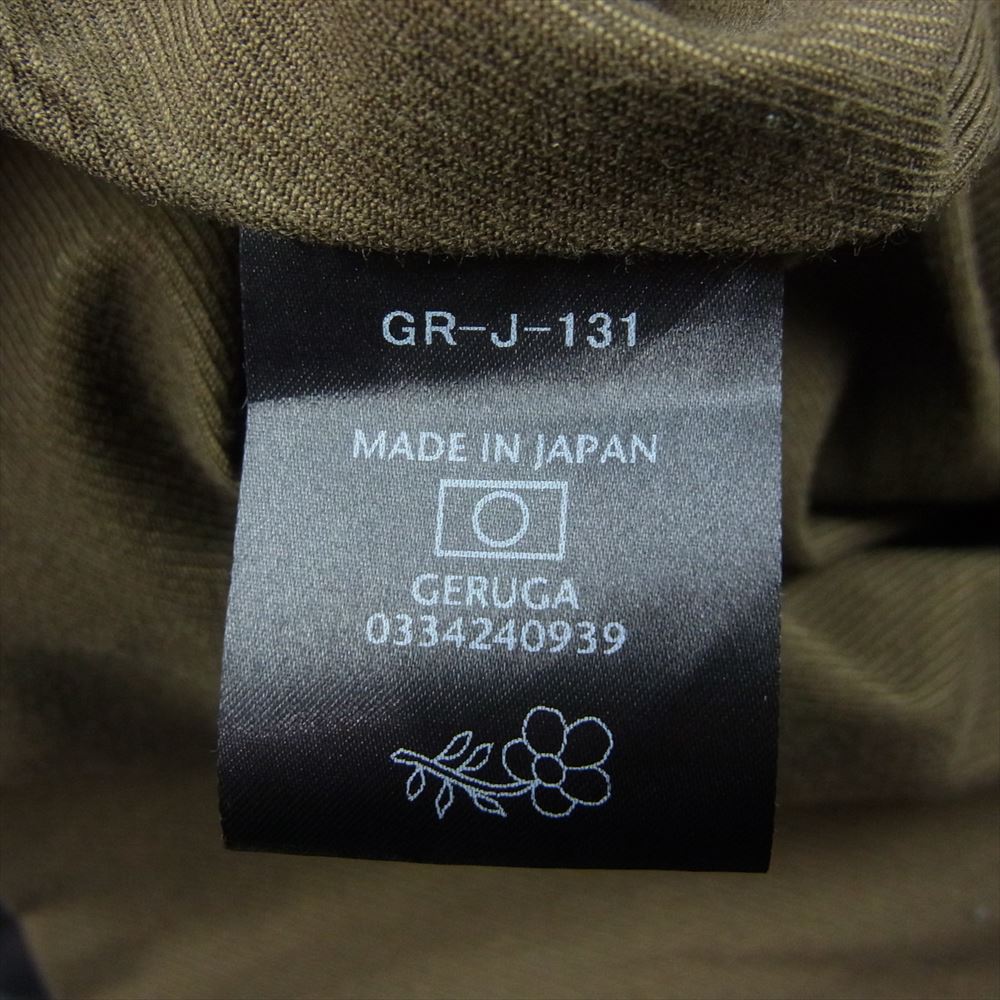 GR-J-131
MADE IN JAPAN
GERUGA
0334240939